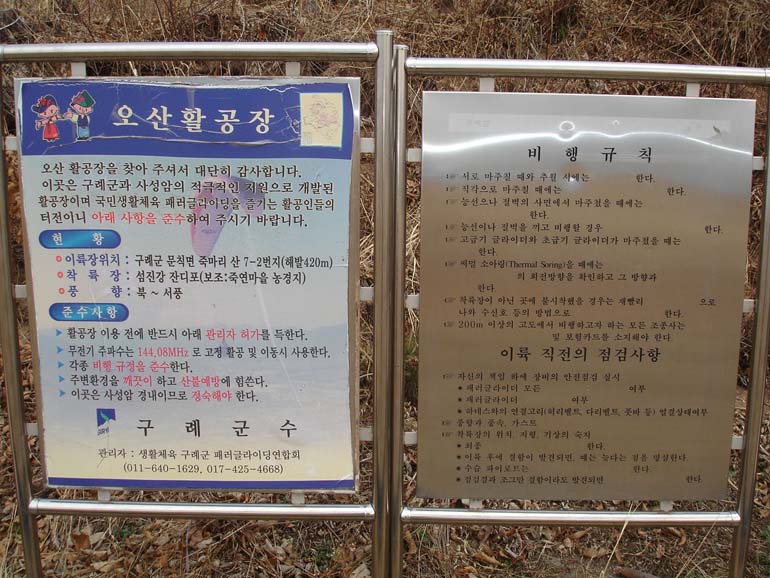 오산활공장
오산 활공장을 찾아 주셔서 대단히 감사합니다.
이곳은 구례군과 사성암의 적극적인 지원으로 개발된
활공장이며 국민생활체육 패러글라이딩을 즐기는 활공인들의
터전이니 아래 사항을 준수하여 주시기 바랍니다.
현 황
이륙장위치 : 구례군 문척면 죽마리 산 7-2번지(해발420m)
착 륙 장 : 섬진강 잔디포(보조:죽연마을 농경지)
풍 향 : 북 ~ 서풍
준수사항
활공장 이용 전에 반드시 아래 관리자 허가를 득한다.
무전기 주파수는 144.08MHz 로 고정 활공 및 이동시 사용한다.
각종 비행 규정을 준수한다.
주변환경을 깨끗이 하고 산불예방에 힘쓴다.
이곳은 사성암 경내이므로 정숙해야 한다.
구 례 군 수
관리자 : 생활체육 구례군 패러글라이딩연합회
(011-640-1629, 017-425-4668)
비 행 규 칙
서로 마주칠 때와 추월 시에는 한다.
직각으로 마주칠 때에는 한다.
능선으나 절벽의 사면에서 마주쳤을 때에는
한다.
능선이나 절벽을 끼고 비행할 경우 한다.
고급기 글라이더와 초급기 글라이더가 마주쳤을 때는
한다.
써멀 소아링(Thermal Soring)을 때에는
의 회전방향을 확인하고 그 방향과
한다.
착륙장이 아닌 곳에 불시착했을 경우는 재빨리 으로
나와 수신호 등의 방법으로 한다.
200m 이상의 고도에서 비행하고자 하는 모든 조종사는
및 보험카드를 소지해야 한다.
이륙 직전의 점검사항
자신의 책임 하에 장비의 안전점검 실시
패러글라이더 모든 여부
패러글라이더 여부
하네스와의 연결고리(허리벨트, 다리벨트, 풋바 등) 결상태여부
풍향과 풍속, 가스트
착륙장의 위치, 지형, 기상의 숙지
최종 한다.
이륙 후에 결함이 발견되면, 때는 늦다는 점을 명심한다.
수습 파이로트는 한다.
점검결과 조그만 결함이라도 발견되면 한다.